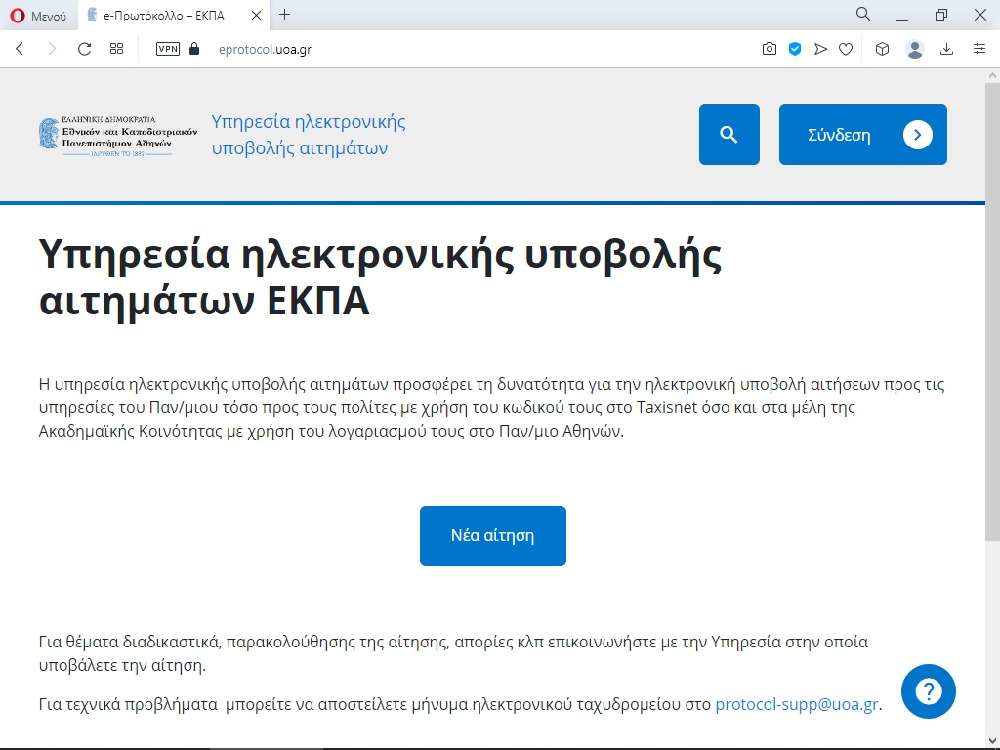 Μενού
e-Πρωτόκολλο – ΕΚΠΑ
VPN
eprotocol.uoa.gr
ΕΛΛΗΝΙΚΗ ΔΗΜΟΚΡΑΤΙΑ
Εθνικόν και Καποδιστριακόν
Πανεπιστήμιον Αθηνών
ΙΔΡΥΘΕΝ ΤΟ 1837
Υπηρεσία ηλεκτρονικής
υποβολής αιτημάτων
Σύνδεση
Υπηρεσία ηλεκτρονικής υποβολής
αιτημάτων ΕΚΠΑ
Η υπηρεσία ηλεκτρονικής υποβολής αιτημάτων προσφέρει τη δυνατότητα για την ηλεκτρονική υποβολή αιτήσεων προς τις
υπηρεσίες του Παν/μιου τόσο προς τους πολίτες με χρήση του κωδικού τους στο Taxisnet όσο και στα μέλη της
Ακαδημαϊκής Κοινότητας με χρήση του λογαριασμού τους στο Παν/μιο Αθηνών.
Νέα αίτηση
Για θέματα διαδικαστικά, παρακολούθησης της αίτησης, απορίες κλπ επικοινωνήστε με την Υπηρεσία στην οποία
υποβάλετε την αίτηση.
Για τεχνικά προβλήματα  μπορείτε να αποστείλετε μήνυμα ηλεκτρονικού ταχυδρομείου στο protocol-supp@uoa.gr.
?